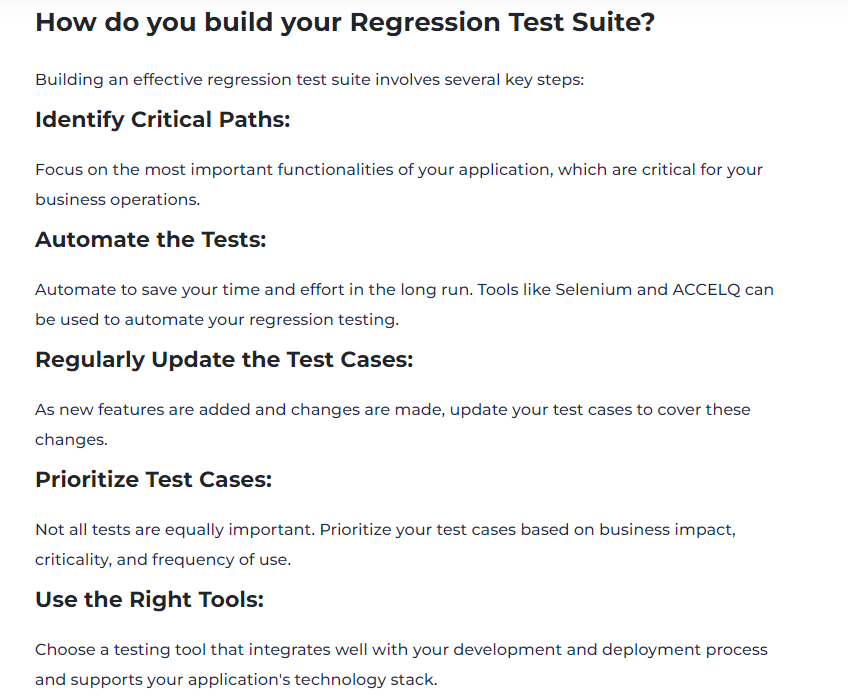 How do you build your Regression Test Suite?
Building an effective regression test suite involves several key steps:
Identify Critical Paths:
Focus on the most important functionalities of your application, which are critical for your
business operations.
Automate the Tests:
Automate to save your time and effort in the long run. Tools like Selenium and ACCELQ can
be used to automate your regression testing.
Regularly Update the Test Cases:
As new features are added and changes are made, update your test cases to cover these
changes.
Prioritize Test Cases:
Not all tests are equally important. Prioritize your test cases based on business impact,
criticality, and frequency of use.
Use the Right Tools:
Choose a testing tool that integrates well with your development and deployment process
and supports your application's technology stack.